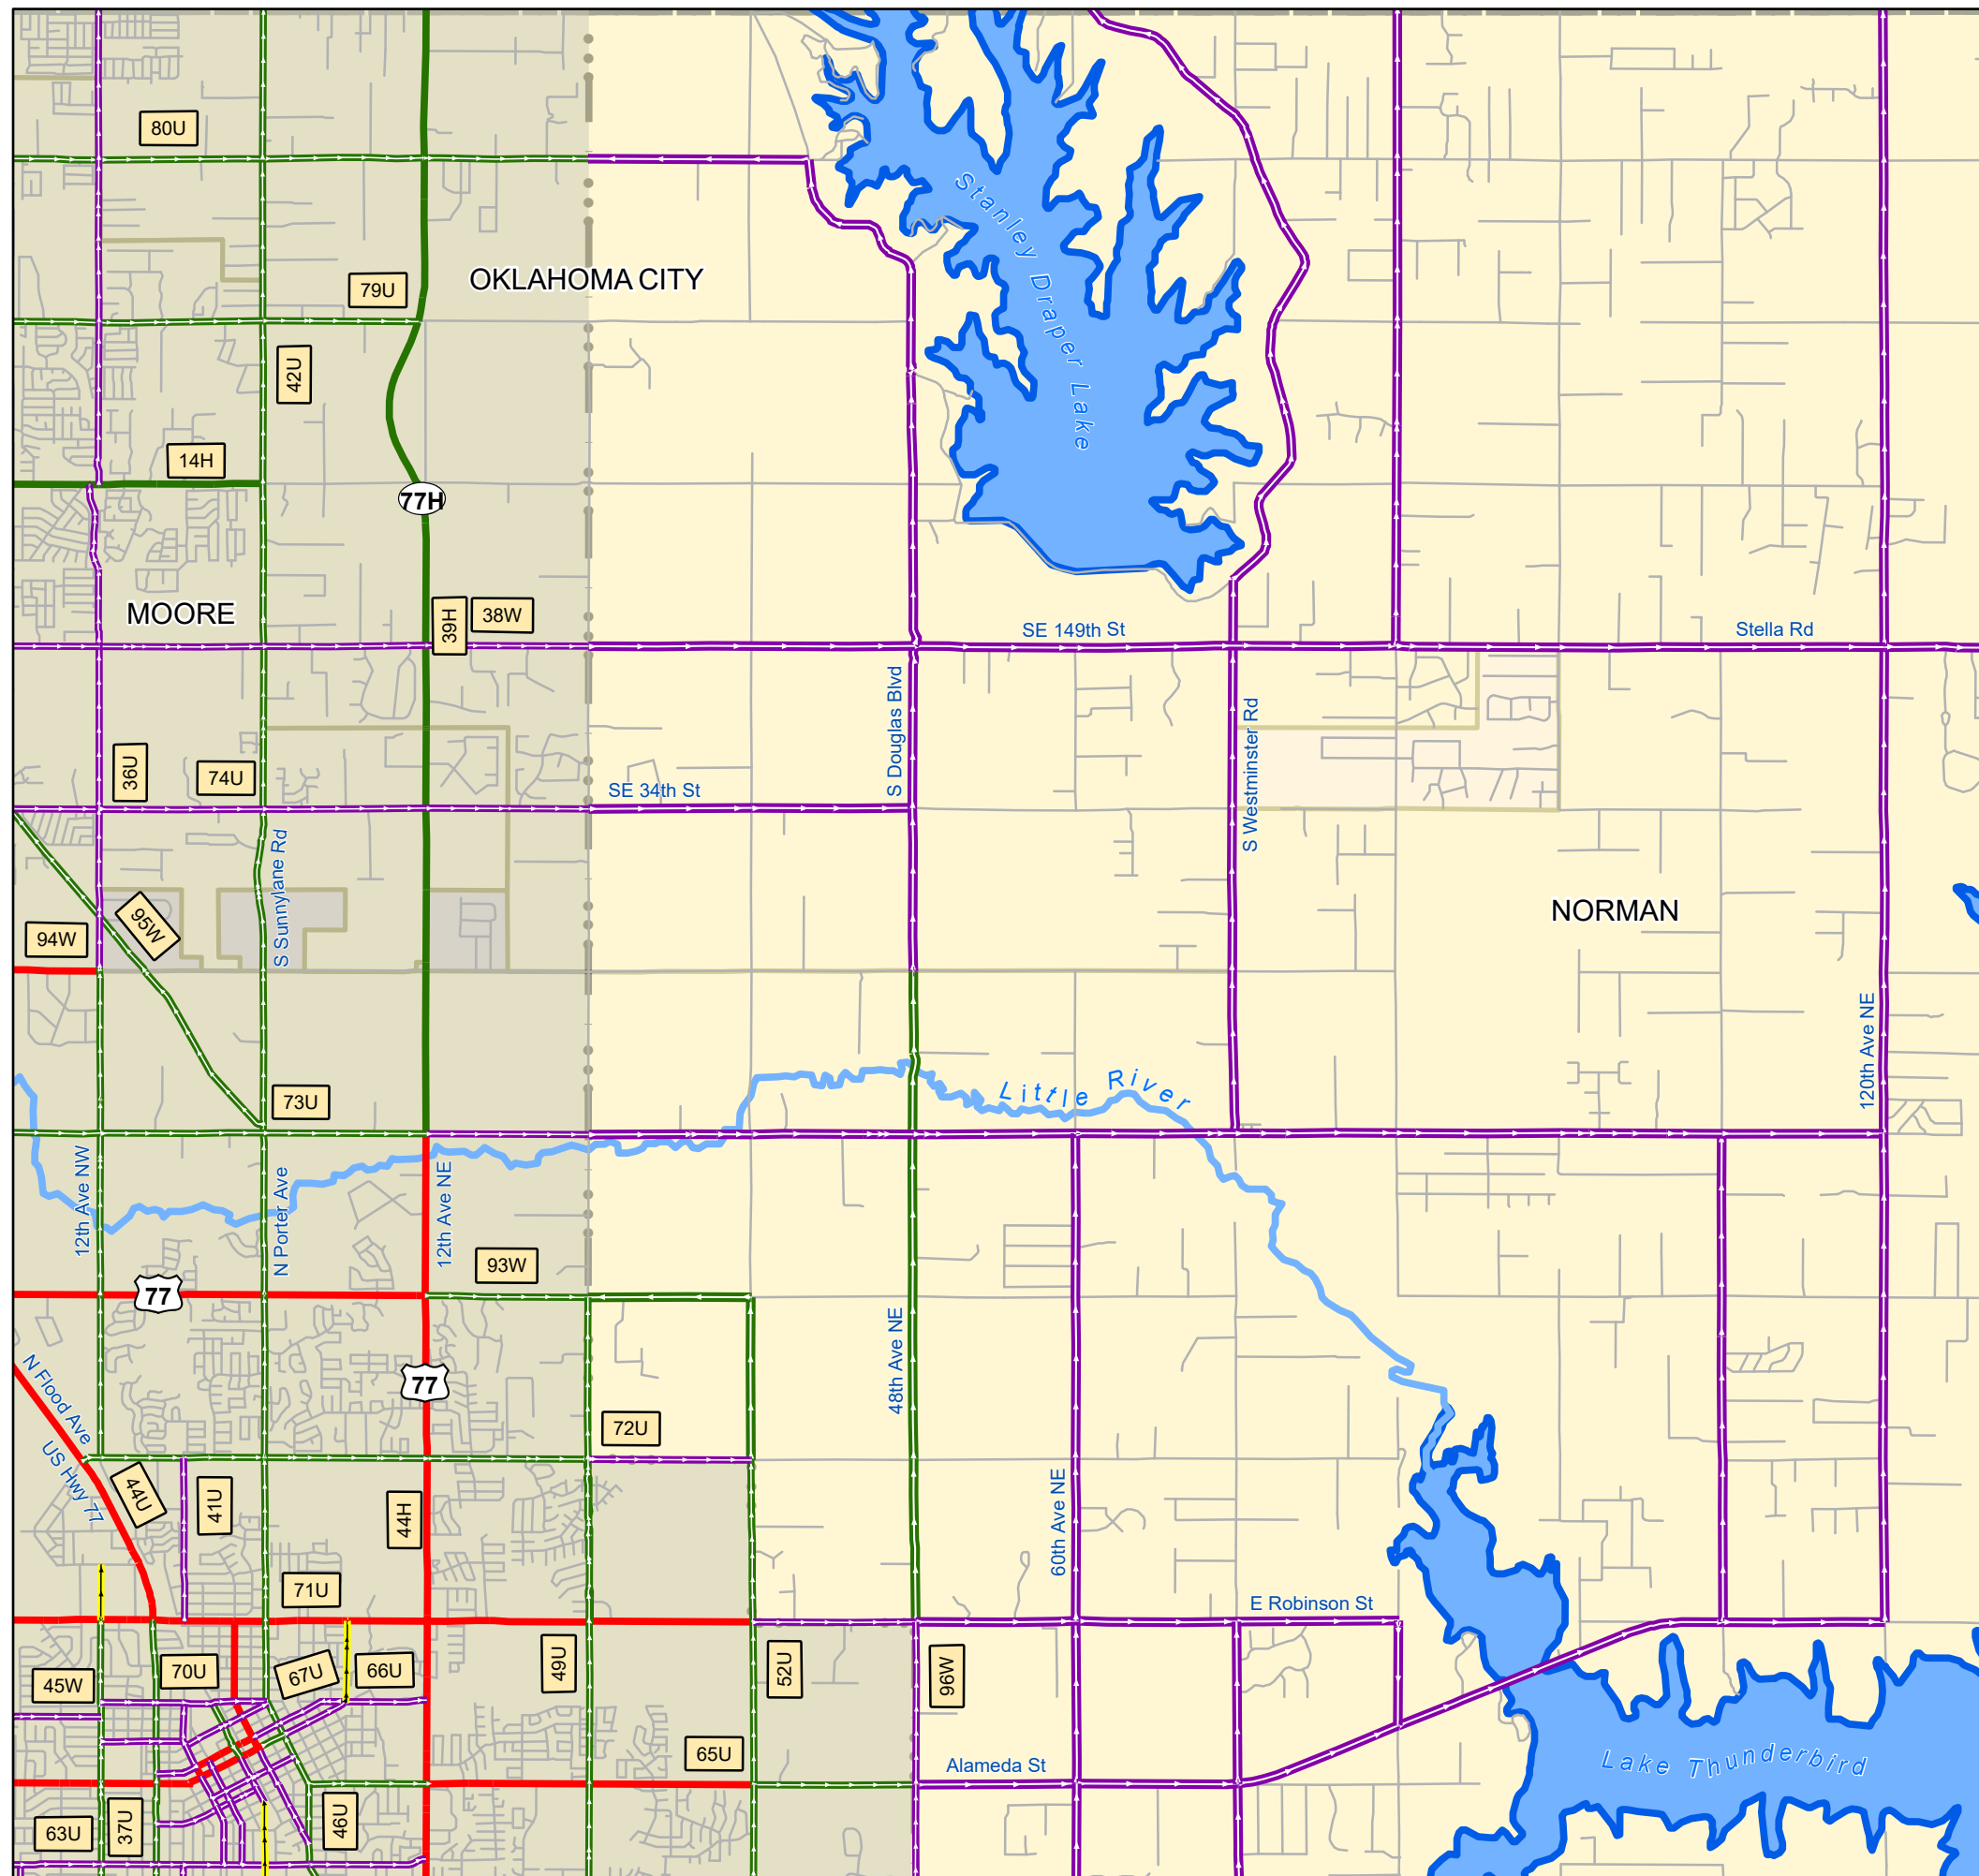 80U
Stanley Draper Lake
OKLAHOMA CITY
79U
42U
14H
77H
MOORE
39H
38W
SE 149th St
Stella Rd
S Douglas Blvd
S Westminster Rd
36U
74U
SE 34th St
S Sunnylane Rd
95W
94W
NORMAN
120th Ave NE
73U
Little River
12th Ave NW
N Porter Ave
12th Ave NE
93W
77
77
N Flood Ave
US Hwy 77
48th Ave NE
72U
44U
41U
44H
60th Ave NE
71U
E Robinson St
45W
70U
67U
66U
49U
52U
96W
65U
Alameda St
Lake Thunderbird
63U
37U
46U